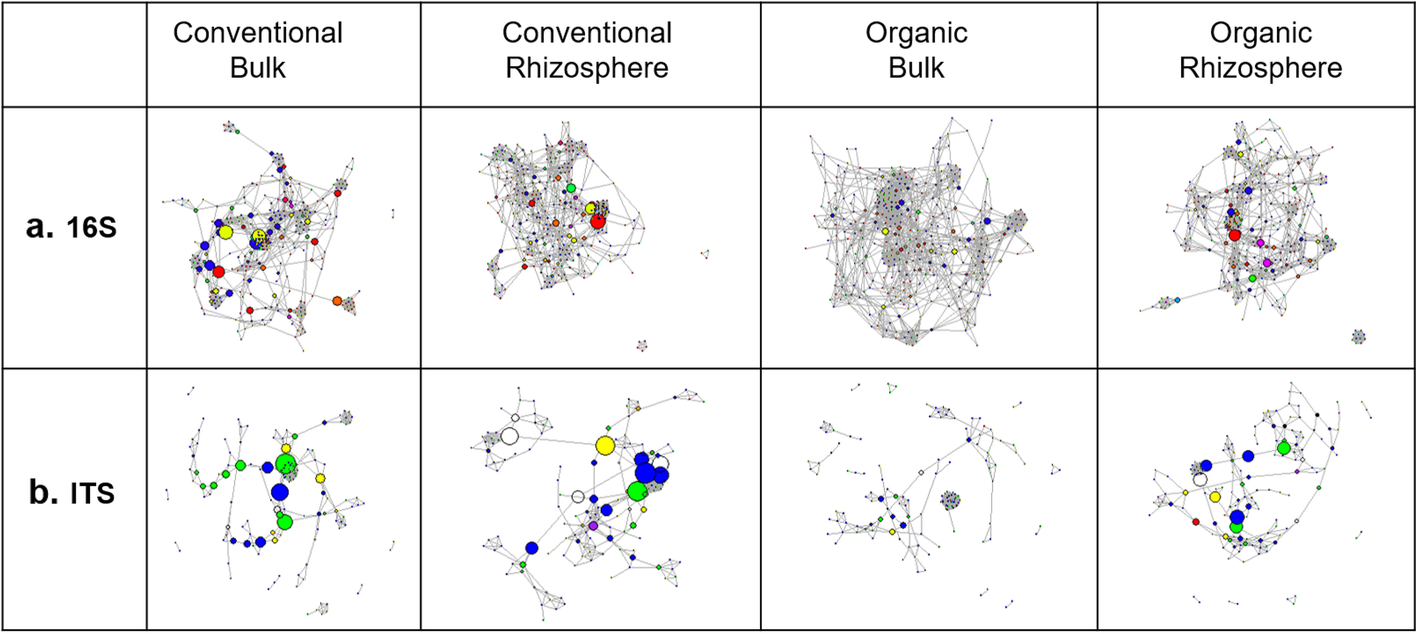 Conventional
Bulk
Conventional
Rhizosphere
Organic
Bulk
Organic
Rhizosphere
a. 16S
b. ITS